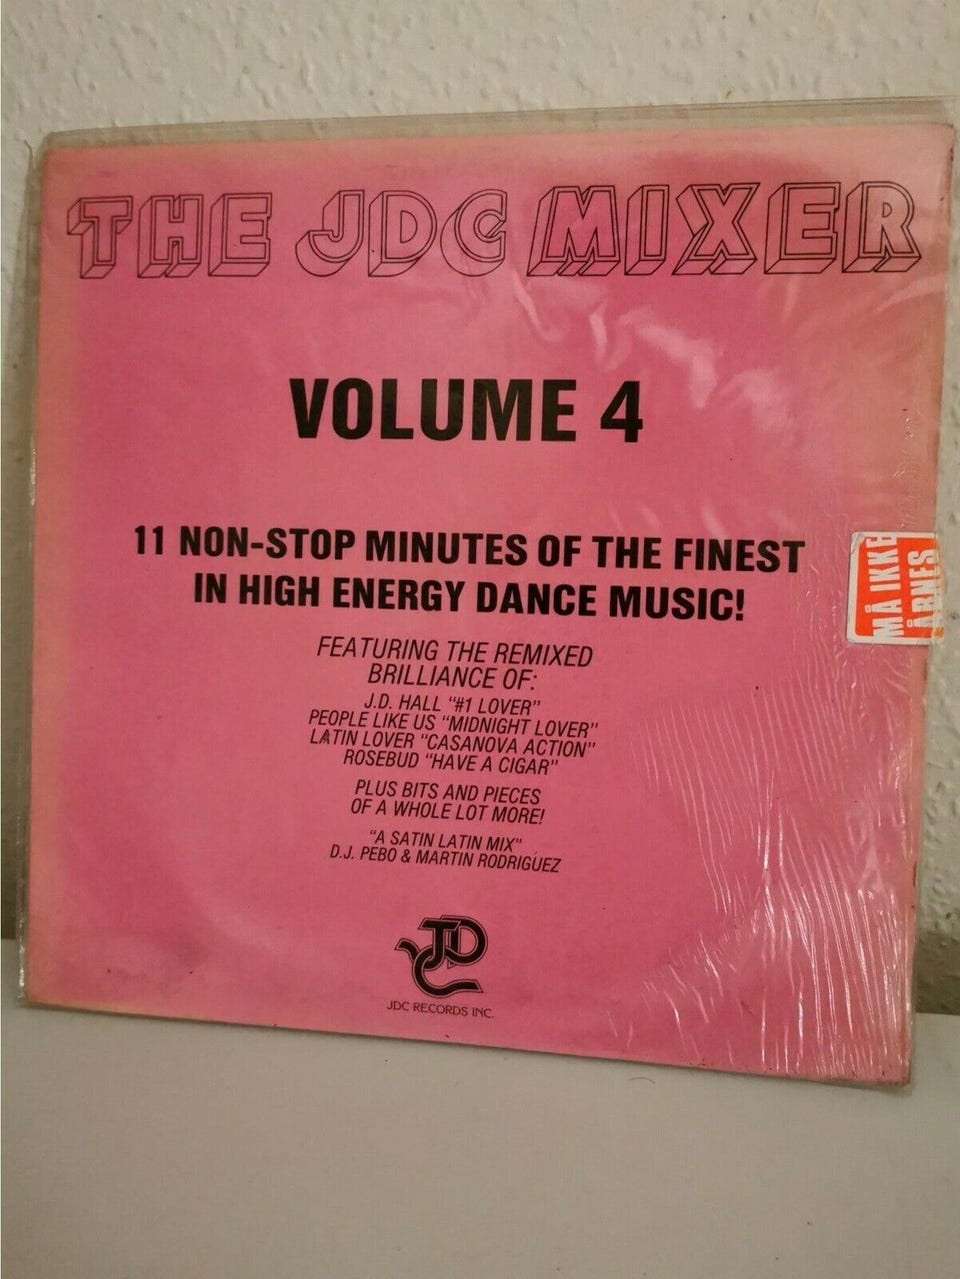 THE JDC MIXER
VOLUME 4
11 NON-STOP MINUTES OF THE FINEST
IN HIGH ENERGY DANCE MUSIC!
FEATURING THE REMIXED
BRILLIANCE OF:
J.D. HALL "#1 LOVER"
PEOPLE LIKE US "MIDNIGHT LOVER"
LATIN LOVER "CASANOVA ACTION"
ROSEBUD "HAVE A CIGAR"
PLUS BITS AND PIECES
OF A WHOLE LOT MORE!
"A SATIN LATIN MIX"
D.J. PEBO & MARTIN RODRIGUEZ
JDC
JDC RECORDS INC.
MÅ IKKE
ÅBNES